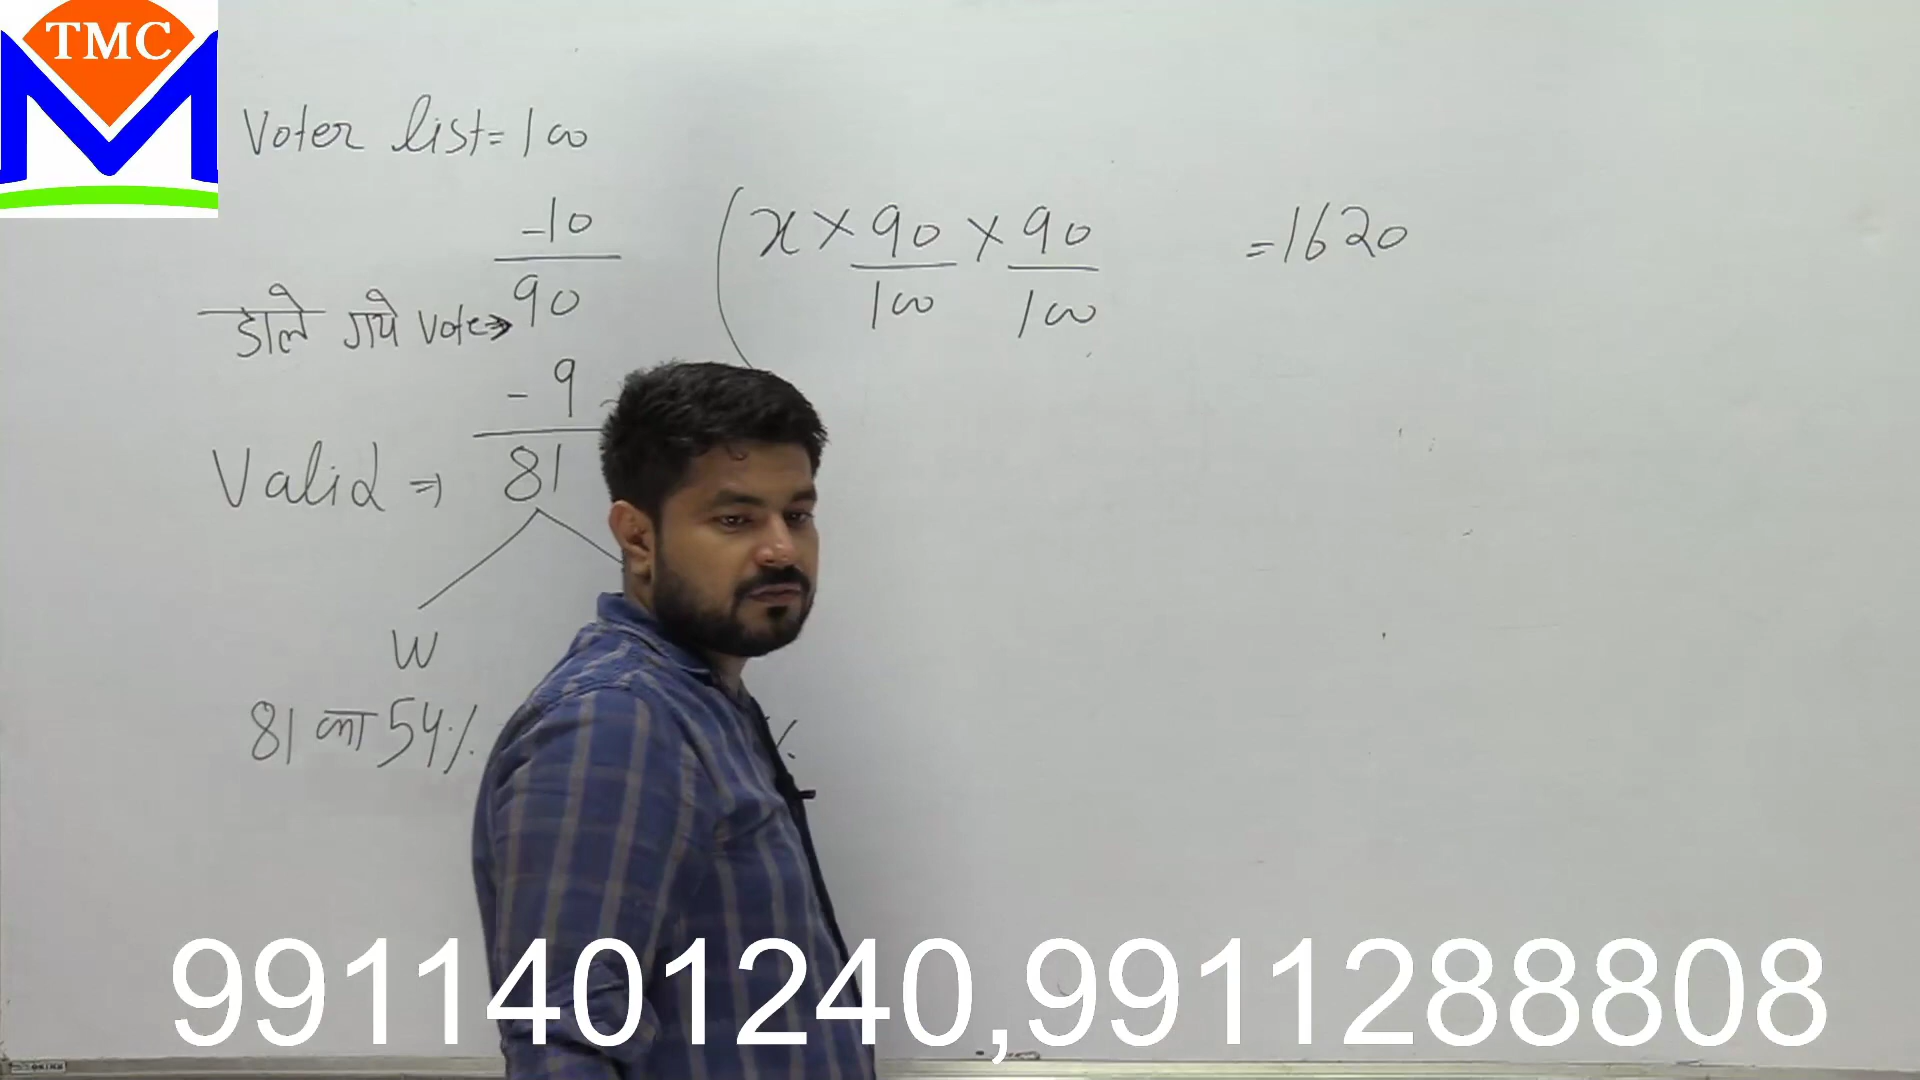 TMC
Voter list = 100
-10
90
डाले गये Vote →
- 9
Valid ⇒ 81
W
81 का 54%
%
( x × 90/100 × 90/100 = 1620
9911401240,9911288808